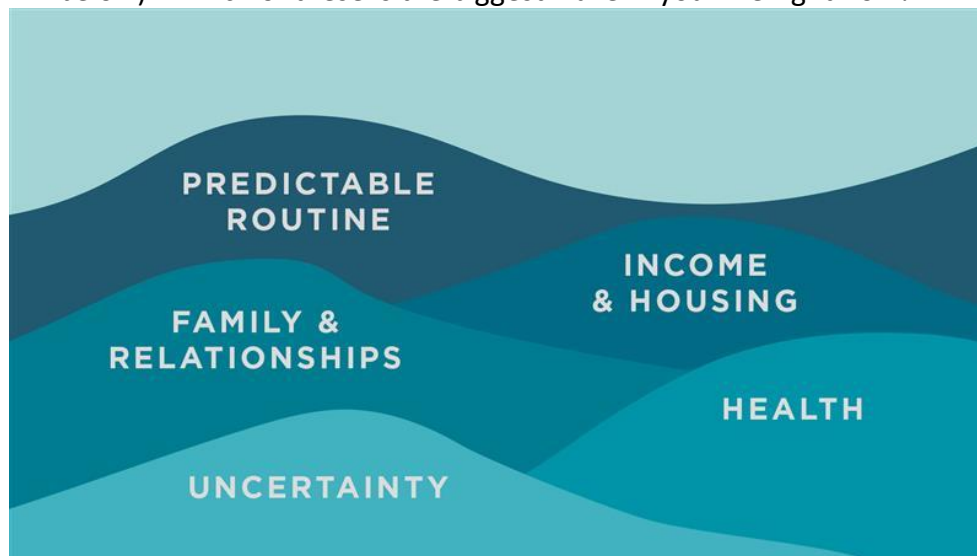 PREDICTABLE
ROUTINE
INCOME
& HOUSING
FAMILY &
RELATIONSHIPS
HEALTH
UNCERTAINTY